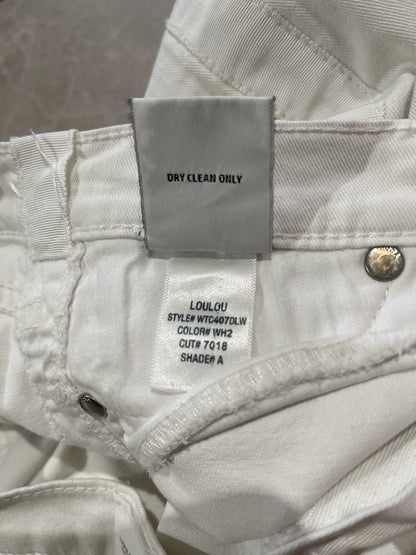 DRY CLEAN ONLY
LOULOU
STYLE# WTC4070LW
COLOR# WH2
CUT# 7018
SHADE# A